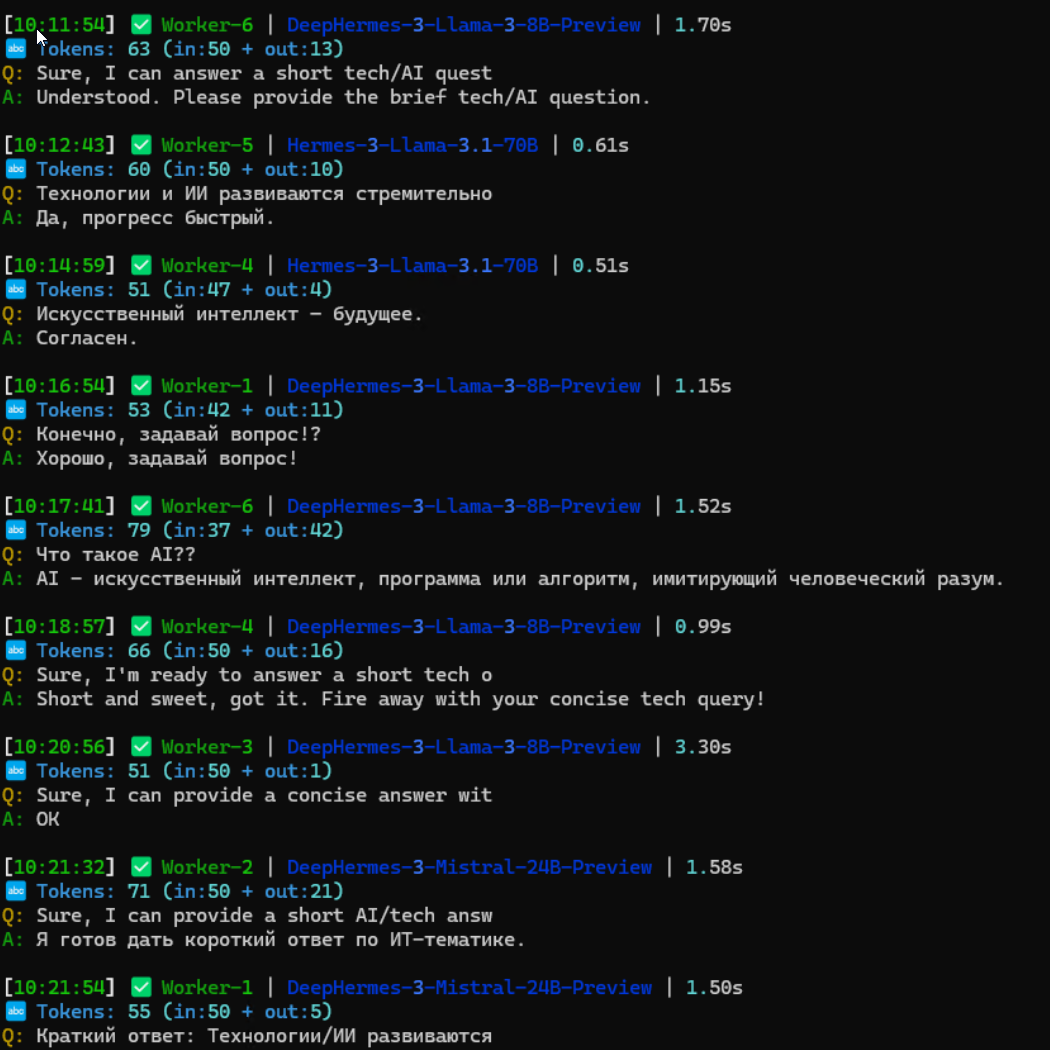 [10:11:54] ✅ Worker-6 | DeepHermes-3-Llama-3-8B-Preview | 1.70s
🔤 Tokens: 63 (in:50 + out:13)
Q: Sure, I can answer a short tech/AI quest
A: Understood. Please provide the brief tech/AI question.
[10:12:43] ✅ Worker-5 | Hermes-3-Llama-3.1-70B | 0.61s
🔤 Tokens: 60 (in:50 + out:10)
Q: Технологии и ИИ развиваются стремительно
A: Да, прогресс быстрый.
[10:14:59] ✅ Worker-4 | Hermes-3-Llama-3.1-70B | 0.51s
🔤 Tokens: 51 (in:47 + out:4)
Q: Искусственный интеллект – будущее.
A: Согласен.
[10:16:54] ✅ Worker-1 | DeepHermes-3-Llama-3-8B-Preview | 1.15s
🔤 Tokens: 53 (in:42 + out:11)
Q: Конечно, задавай вопрос!?
A: Хорошо, задавай вопрос!
[10:17:41] ✅ Worker-6 | DeepHermes-3-Llama-3-8B-Preview | 1.52s
🔤 Tokens: 79 (in:37 + out:42)
Q: Что такое AI??
A: AI – искусственный интеллект, программа или алгоритм, имитирующий человеческий разум.
[10:18:57] ✅ Worker-4 | DeepHermes-3-Llama-3-8B-Preview | 0.99s
🔤 Tokens: 66 (in:50 + out:16)
Q: Sure, I'm ready to answer a short tech o
A: Short and sweet, got it. Fire away with your concise tech query!
[10:20:56] ✅ Worker-3 | DeepHermes-3-Llama-3-8B-Preview | 3.30s
🔤 Tokens: 51 (in:50 + out:1)
Q: Sure, I can provide a concise answer wit
A: OK
[10:21:32] ✅ Worker-2 | DeepHermes-3-Mistral-24B-Preview | 1.58s
🔤 Tokens: 71 (in:50 + out:21)
Q: Sure, I can provide a short AI/tech answ
A: Я готов дать короткий ответ по ИТ-тематике.
[10:21:54] ✅ Worker-1 | DeepHermes-3-Mistral-24B-Preview | 1.50s
🔤 Tokens: 55 (in:50 + out:5)
Q: Краткий ответ: Технологии/ИИ развиваются